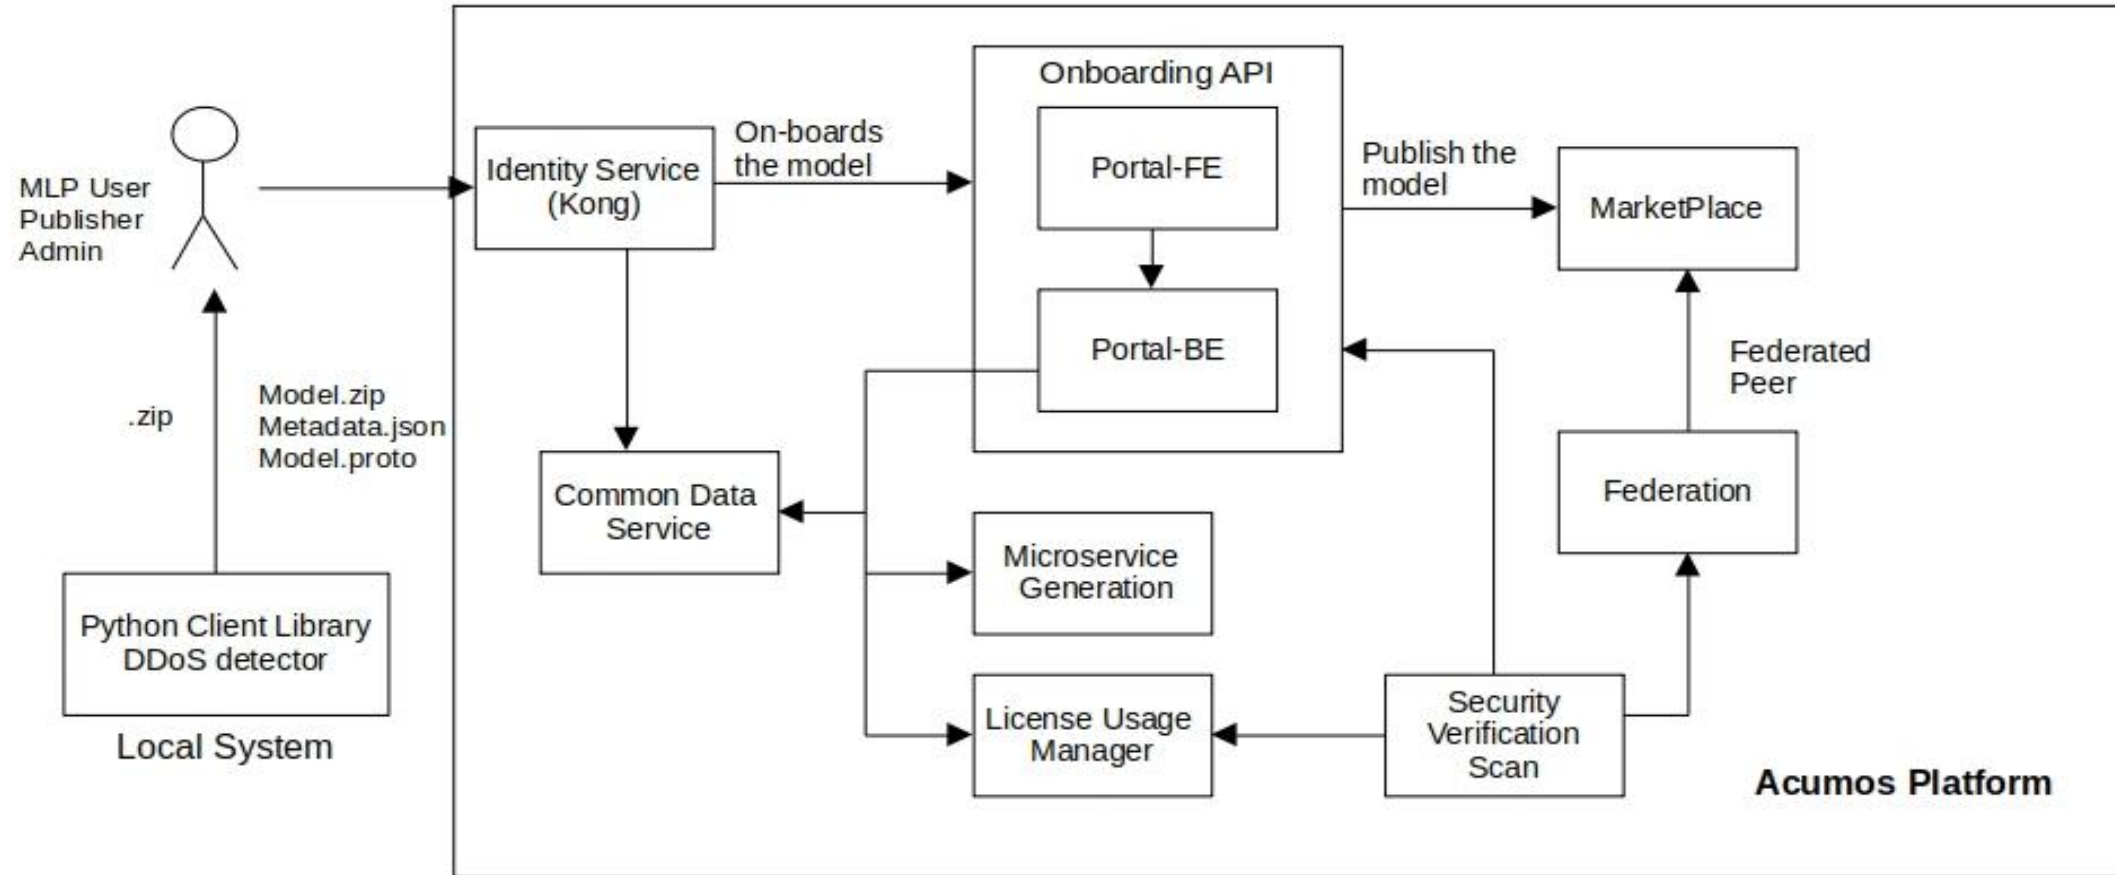 MLP User
Publisher
Admin
.zip
Model.zip
Metadata.json
Model.proto
Python Client Library
DDoS detector
Local System
Identity Service
(Kong)
On-boards
the model
Onboarding API
Portal-FE
Portal-BE
Publish the
model
MarketPlace
Federated
Peer
Federation
Common Data
Service
Microservice
Generation
License Usage
Manager
Security
Verification
Scan
Acumos Platform